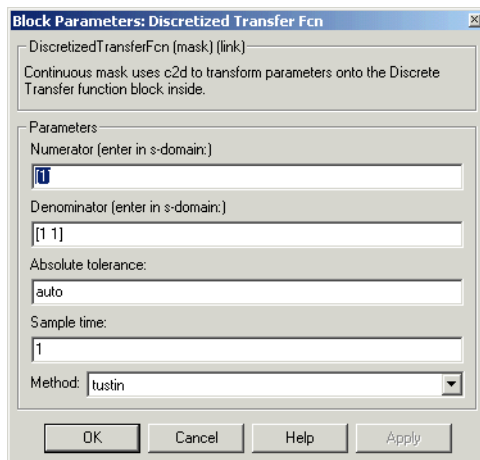 Block Parameters: Discretized Transfer Fcn
DiscretizedTransferFcn (mask) (link)
Continuous mask uses c2d to transform parameters onto the Discrete
Transfer function block inside.
Parameters
Numerator (enter in s-domain:)
[1]
Denominator (enter in s-domain:)
[1 1]
Absolute tolerance:
auto
Sample time:
1
Method: tustin
OK Cancel Help Apply